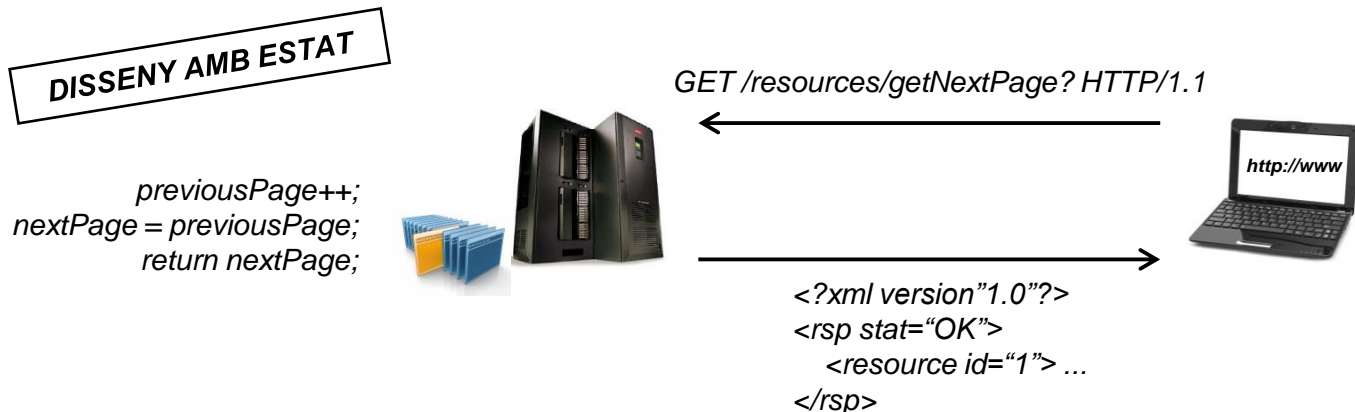 DISSENY AMB ESTAT
GET /resources/getNextPage? HTTP/1.1
http://www
previousPage++;
nextPage = previousPage;
return nextPage;
<?xml version”1.0”?>
<rsp stat=“OK”>
<resource id=“1”> ...
</rsp>